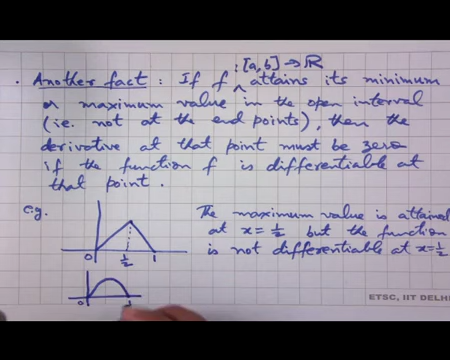 : [a, b] → ℝ
. Another fact : If f ^ attains its minimum
or maximum value in the open interval
(i.e. not at the end points), then the
derivative at that point must be zero
if the function f is differentiable at
that point.
e.g.
The maximum value is attained
at x = 1/2 but the function
is not differentiable at x = 1/2
0 1/2 1
0 1
ETSC, IIT DELHI